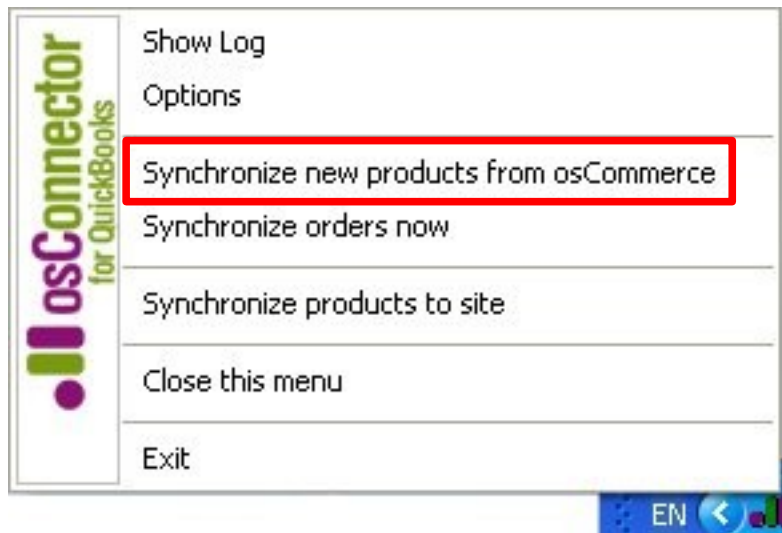 osConnector
for QuickBooks
Show Log
Options
Synchronize new products from osCommerce
Synchronize orders now
Synchronize products to site
Close this menu
Exit
EN